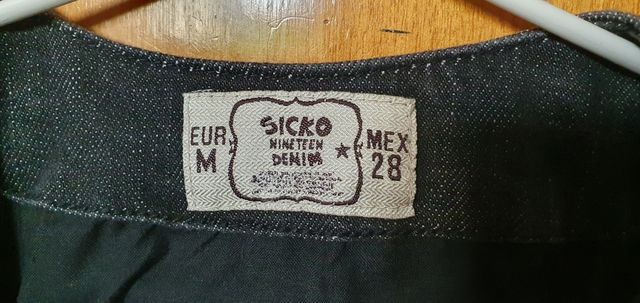 EUR
M
SICKO
NINETEEN
DENIM
MEX
28